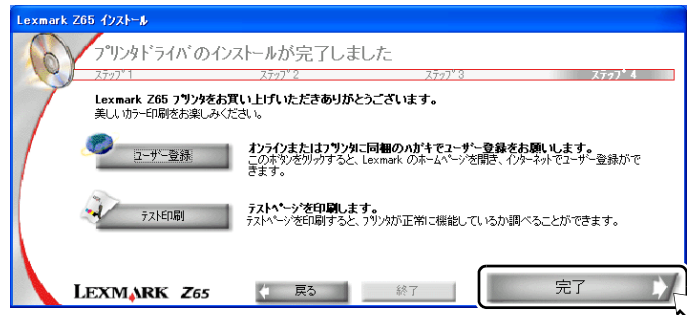 Lexmark Z65 インストール
プリンタドライバのインストールが完了しました
ステップ 1 ステップ 2 ステップ 3 ステップ 4
Lexmark Z65 プリンタをお買い上げいただきありがとうございます。
美しいカラー印刷をお楽しみください。
ユーザー登録
オンラインまたはプリンタに同梱のハガキでユーザー登録をお願いします。
このボタンをクリックすると、Lexmark のホームページを開き、インターネットでユーザー登録がで
きます。
テスト印刷
テストページを印刷します。
テストページを印刷すると、プリンタが正常に機能しているか調べることができます。
LEXMARK Z65 戻る 終了 完了